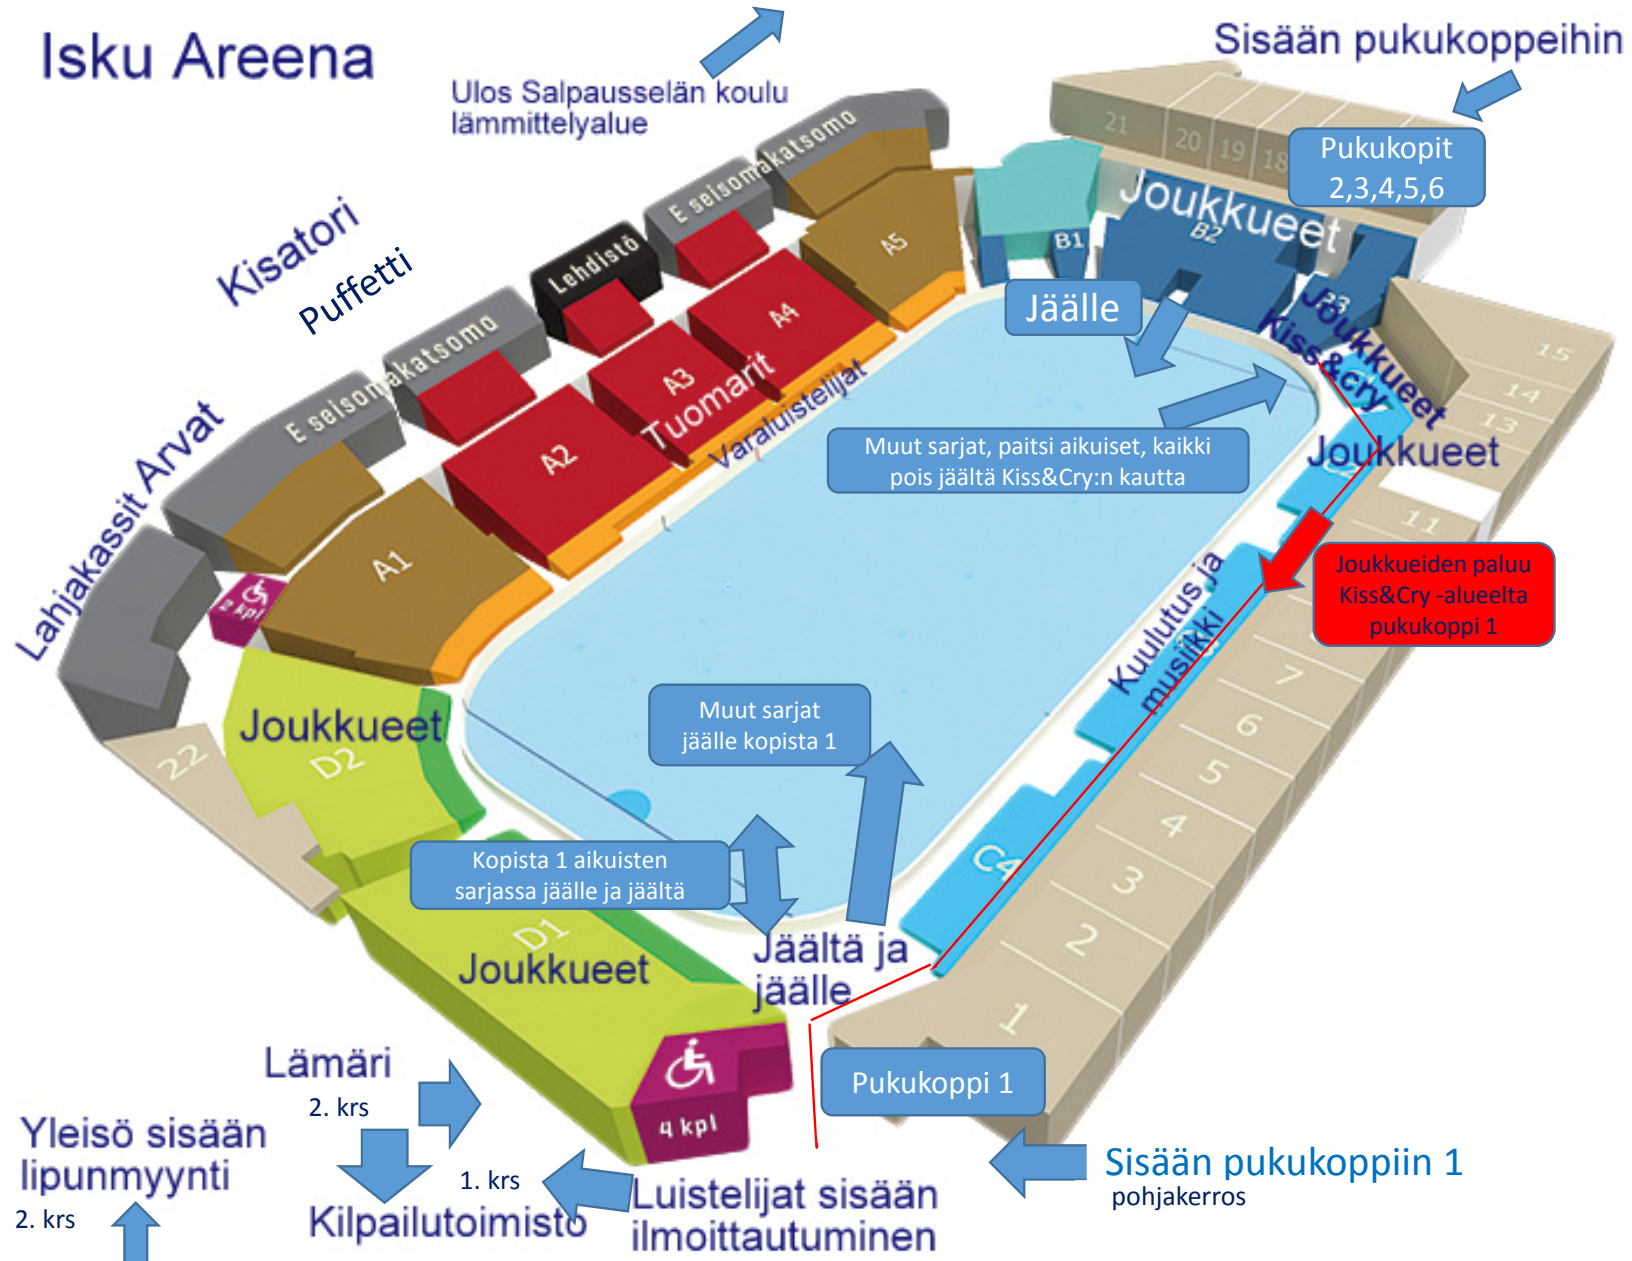 Isku Areena
Ulos Salpausselän koulu
lämmittelyalue
Sisään pukukoppeihin
21
20
19
18
Pukukopit
2,3,4,5,6
Joukkueet
B1
B2
Kisatori
Puffetti
E seisomakatsomo
E seisomakatsomo
Lehdistö
E seisomakatsomo
E seisomakatsomo
A5
A4
A3
A2
A1
Tuomarit
Varaluistelijat
Jäälle
Joukkueet
Kiss&cry
Joukkueet
15
14
13
11
Muut sarjat, paitsi aikuiset, kaikki
pois jäältä Kiss&Cry:n kautta
Arvat
Lahjakassit
2 kpl
Joukkueiden paluu
Kiss&Cry -alueelta
pukukoppi 1
Kuulutus ja
musiikki
7
6
5
4
3
2
1
C4
Muut sarjat
jäälle kopista 1
Joukkueet
D2
22
Kopista 1 aikuisten
sarjassa jäälle ja jäältä
D1
Joukkueet
Jäältä ja
jäälle
4 kpl
Pukukoppi 1
Lämäri
2. krs
Yleisö sisään
lipunmyynti
2. krs
1. krs
Kilpailutoimisto
Luistelijat sisään
ilmoittautuminen
Sisään pukukoppiin 1
pohjakerros